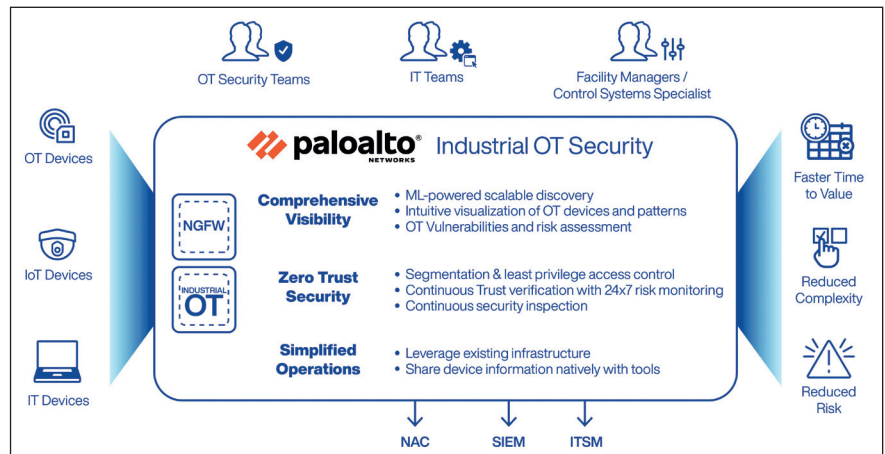 OT Security Teams
IT Teams
Facility Managers /
Control Systems Specialist
OT Devices
IoT Devices
IT Devices
paloalto®
NETWORKS
Industrial OT Security
NGFW
INDUSTRIAL
OT
Comprehensive
Visibility
• ML-powered scalable discovery
• Intuitive visualization of OT devices and patterns
• OT Vulnerabilities and risk assessment
Zero Trust
Security
• Segmentation & least privilege access control
• Continuous Trust verification with 24x7 risk monitoring
• Continuous security inspection
Simplified
Operations
• Leverage existing infrastructure
• Share device information natively with tools
Faster Time
to Value
Reduced
Complexity
Reduced
Risk
NAC
SIEM
ITSM